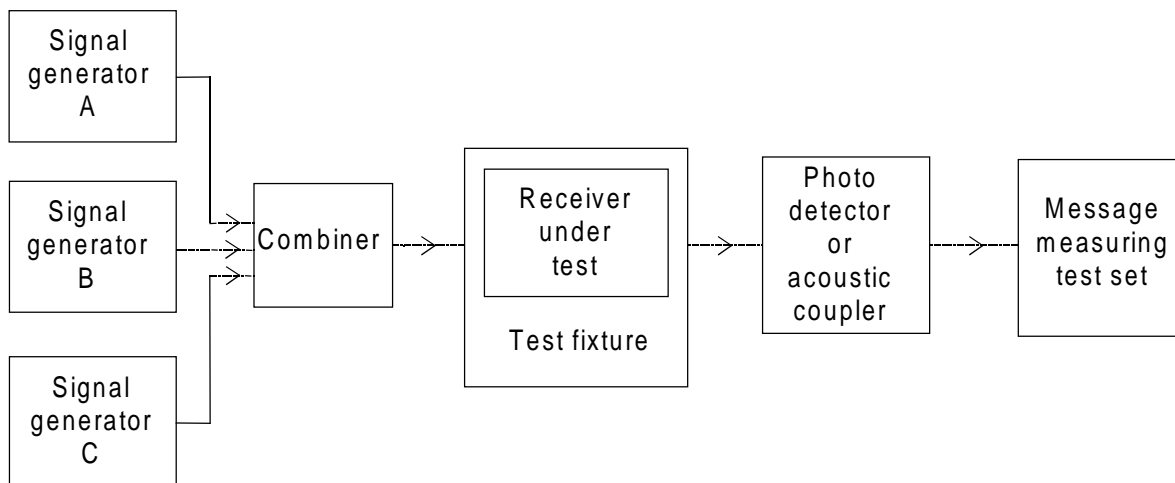 Signal
generator
A
Signal
generator
B
Signal
generator
C
Combiner
Receiver
under
test
Test fixture
Photo
detector
or
acoustic
coupler
Message
measuring
test set